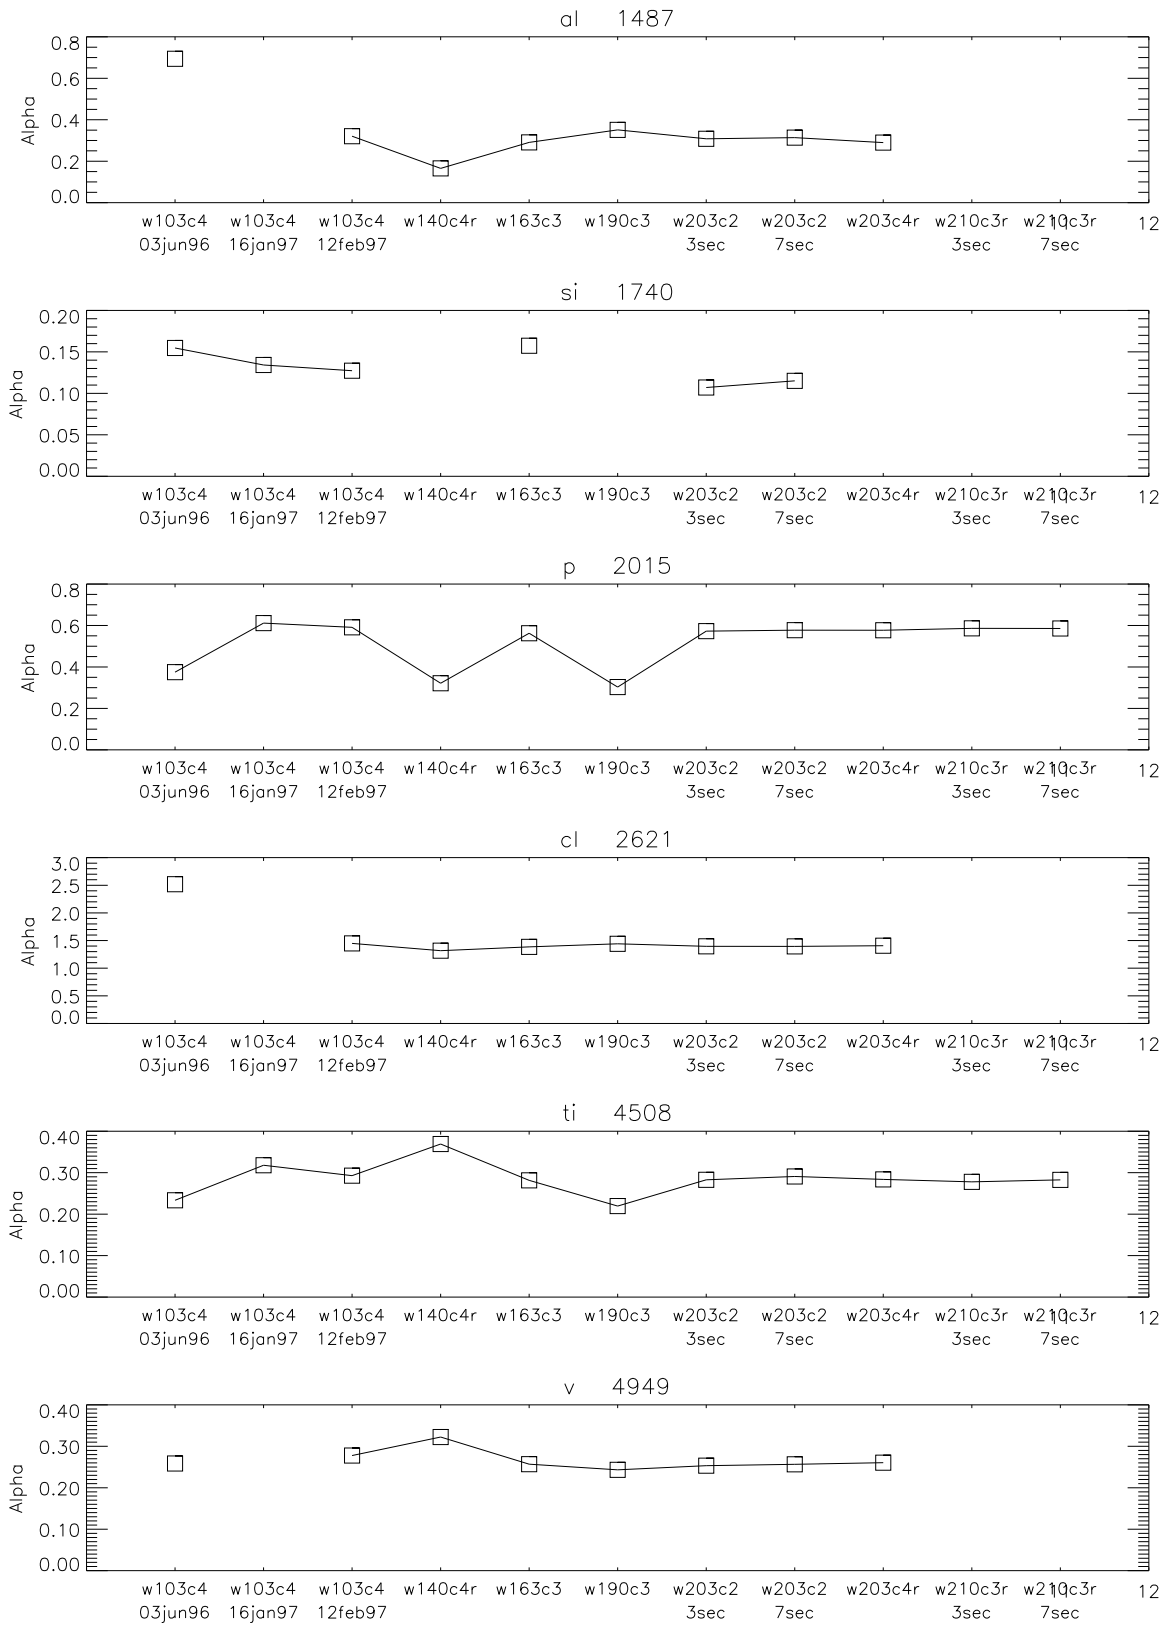 al 1487
0.8
0.6
0.4
0.2
0.0
Alpha
w103c4 w103c4 w103c4 w140c4r w163c3 w190c3 w203c2 w203c2 w203c4r w210c3r w210c3r 11 12
03jun96 16jan97 12feb97 3sec 7sec 3sec 7sec
si 1740
0.20
0.15
0.10
0.05
0.00
Alpha
w103c4 w103c4 w103c4 w140c4r w163c3 w190c3 w203c2 w203c2 w203c4r w210c3r w210c3r 11 12
03jun96 16jan97 12feb97 3sec 7sec 3sec 7sec
p 2015
0.8
0.6
0.4
0.2
0.0
Alpha
w103c4 w103c4 w103c4 w140c4r w163c3 w190c3 w203c2 w203c2 w203c4r w210c3r w210c3r 11 12
03jun96 16jan97 12feb97 3sec 7sec 3sec 7sec
cl 2621
3.0
2.5
2.0
1.5
1.0
0.5
0.0
Alpha
w103c4 w103c4 w103c4 w140c4r w163c3 w190c3 w203c2 w203c2 w203c4r w210c3r w210c3r 11 12
03jun96 16jan97 12feb97 3sec 7sec 3sec 7sec
ti 4508
0.40
0.30
0.20
0.10
0.00
Alpha
w103c4 w103c4 w103c4 w140c4r w163c3 w190c3 w203c2 w203c2 w203c4r w210c3r w210c3r 11 12
03jun96 16jan97 12feb97 3sec 7sec 3sec 7sec
v 4949
0.40
0.30
0.20
0.10
0.00
Alpha
w103c4 w103c4 w103c4 w140c4r w163c3 w190c3 w203c2 w203c2 w203c4r w210c3r w210c3r 11 12
03jun96 16jan97 12feb97 3sec 7sec 3sec 7sec